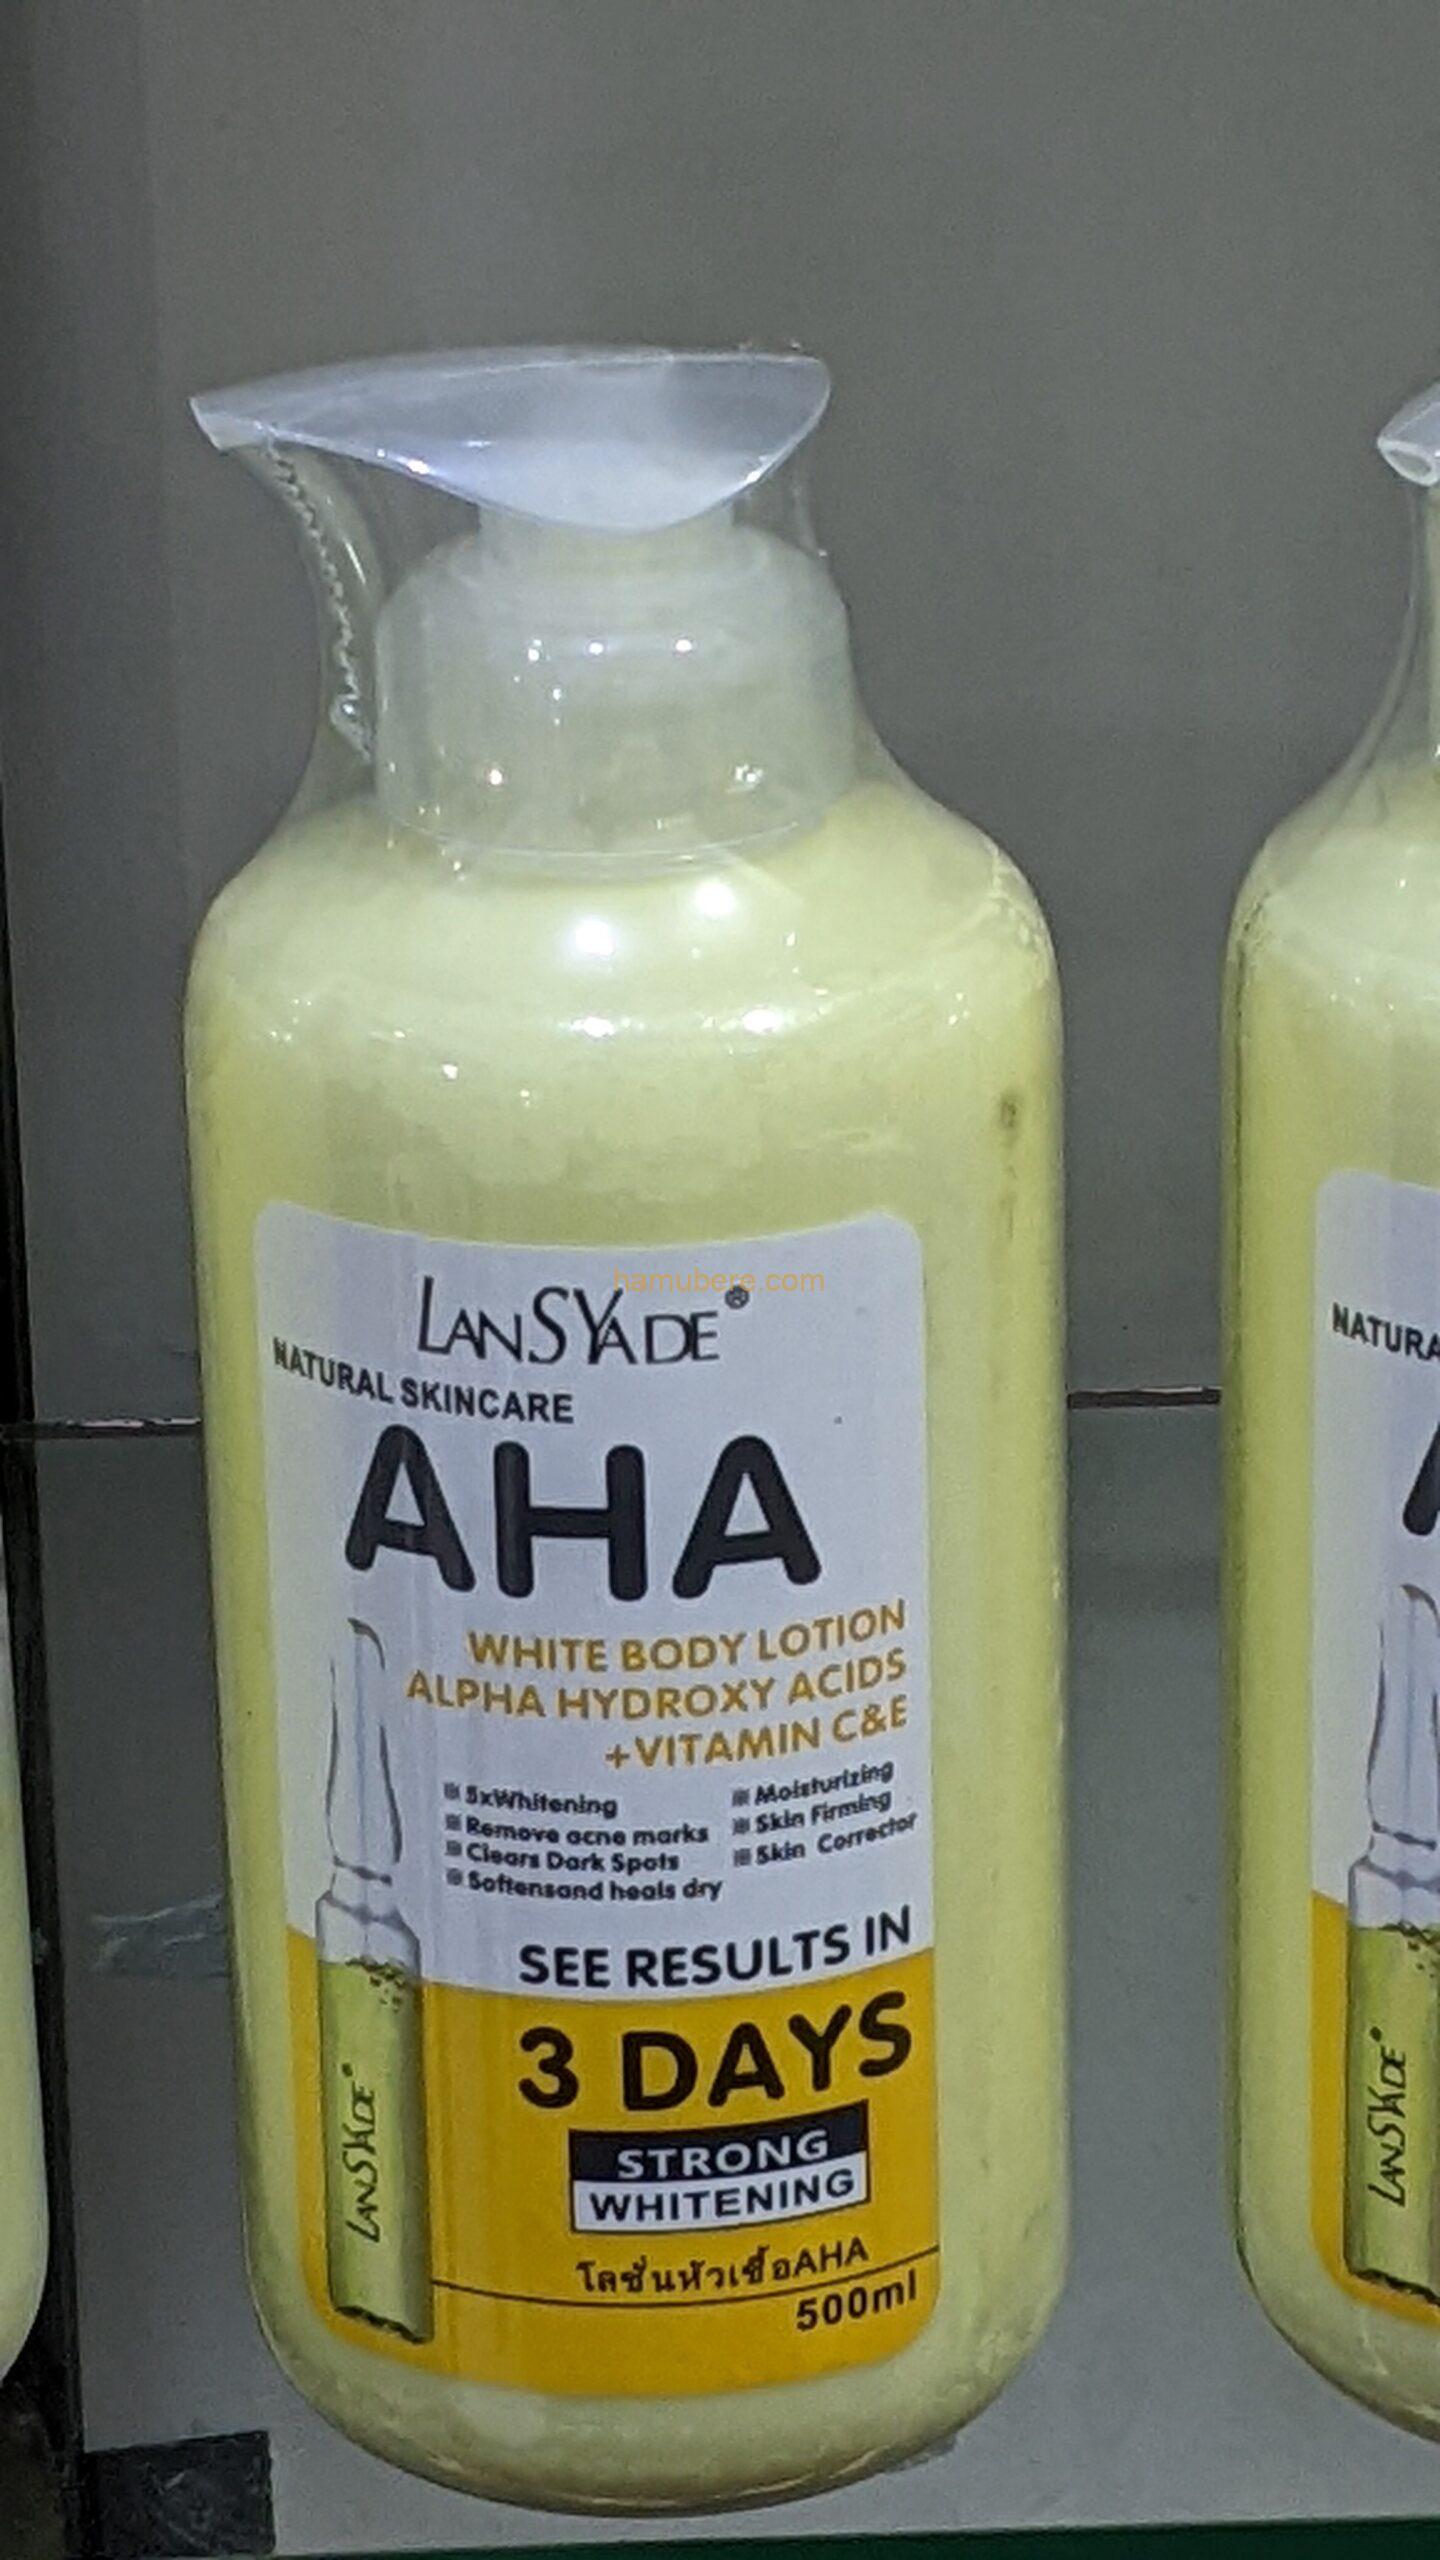 hamubere.com
LANSYADE®
NATURAL SKINCARE
AHA
WHITE BODY LOTION
ALPHA HYDROXY ACIDS
+VITAMIN C&E
5xWhitening
Remove acne marks
Clears Dark Spots
Softensand heals dry
Moisturizing
Skin Firming
Skin Corrector
SEE RESULTS IN
3 DAYS
STRONG
WHITENING
โลชั่นหัวเชื้อAHA
500ml
LANSYADE®
NATURA
A
LANSYADE®